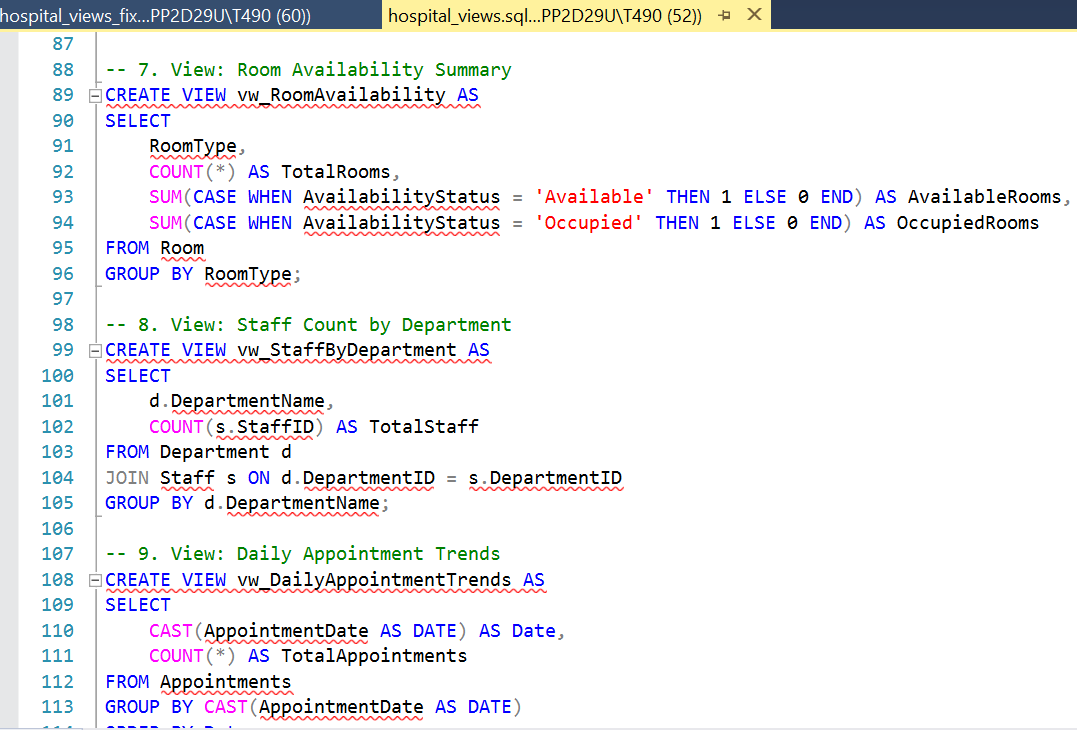 hospital_views_fix...PP2D29U\T490 (60))  hospital_views.sql...PP2D29U\T490 (52))
87
88 -- 7. View: Room Availability Summary
89 CREATE VIEW vw_RoomAvailability AS
90 SELECT
91     RoomType,
92     COUNT(*) AS TotalRooms,
93     SUM(CASE WHEN AvailabilityStatus = 'Available' THEN 1 ELSE 0 END) AS AvailableRooms,
94     SUM(CASE WHEN AvailabilityStatus = 'Occupied' THEN 1 ELSE 0 END) AS OccupiedRooms
95 FROM Room
96 GROUP BY RoomType;
97
98 -- 8. View: Staff Count by Department
99 CREATE VIEW vw_StaffByDepartment AS
100 SELECT
101     d.DepartmentName,
102     COUNT(s.StaffID) AS TotalStaff
103 FROM Department d
104 JOIN Staff s ON d.DepartmentID = s.DepartmentID
105 GROUP BY d.DepartmentName;
106
107 -- 9. View: Daily Appointment Trends
108 CREATE VIEW vw_DailyAppointmentTrends AS
109 SELECT
110     CAST(AppointmentDate AS DATE) AS Date,
111     COUNT(*) AS TotalAppointments
112 FROM Appointments
113 GROUP BY CAST(AppointmentDate AS DATE)